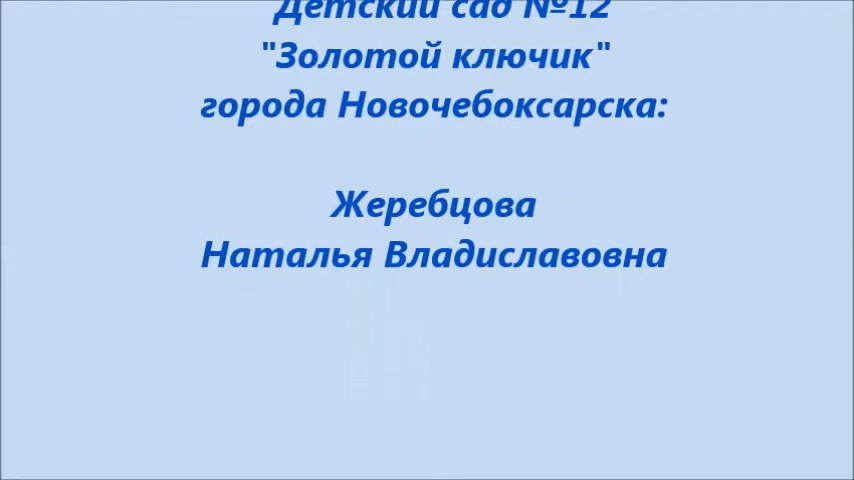 Детский сад №12
"Золотой ключик"
города Новочебоксарска:
Жеребцова
Наталья Владиславовна